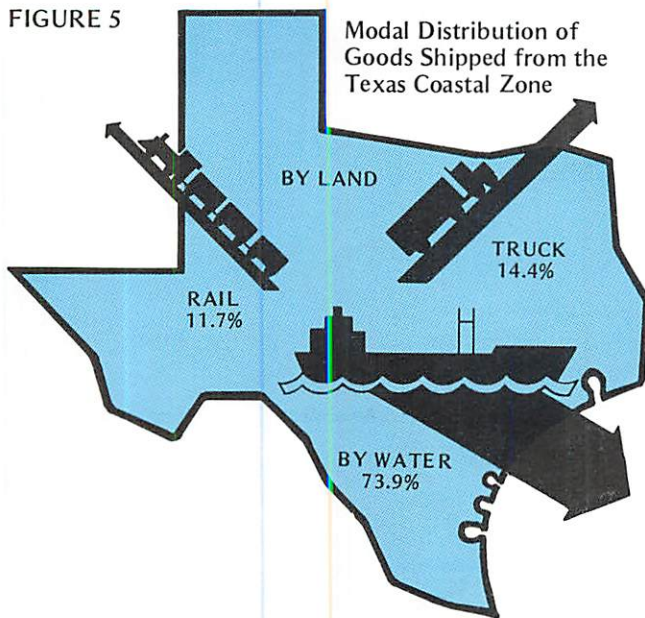 FIGURE 5
Modal Distribution of
Goods Shipped from the
Texas Coastal Zone
BY LAND
TRUCK
14.4%
RAIL
11.7%
BY WATER
73.9%